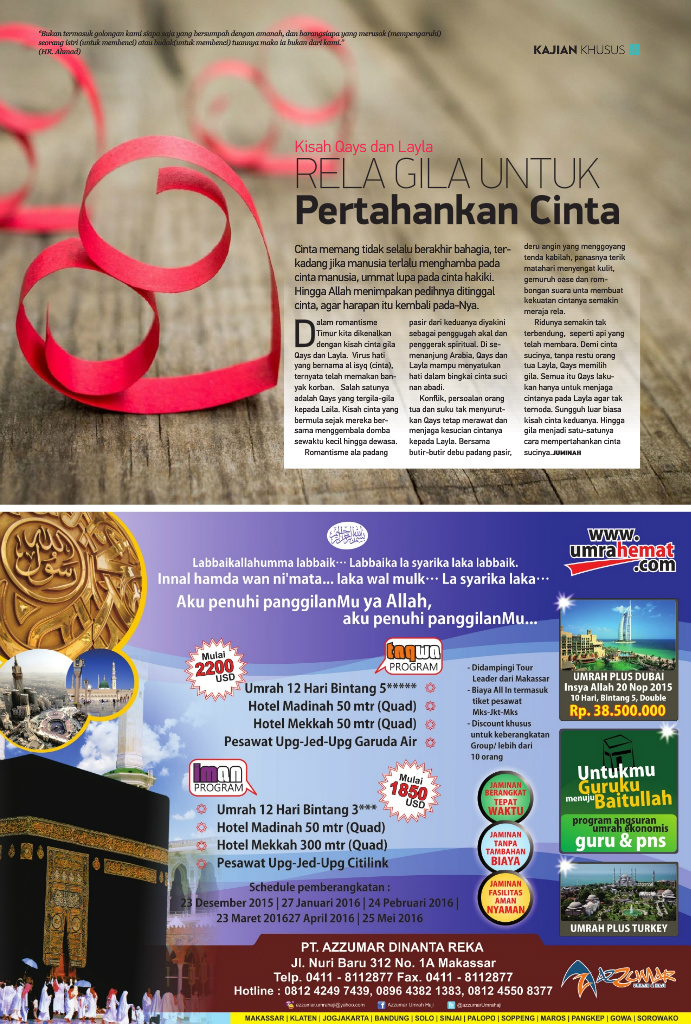 “Bukan termasuk golongan kami siapa saja yang bersumpah dengan amanah, dan barangsiapa yang merusak (mempengaruhi)
seorang istri (untuk membenci) atau budak(untuk membenci) tuannya maka ia bukan dari kami.”
(HR. Ahmad)
KAJIAN KHUSUS
Kisah Qays dan Layla
RELA GILA UNTUK
Pertahankan Cinta
Cinta memang tidak selalu berakhir bahagia, ter-
kadang jika manusia terlalu menghamba pada
cinta manusia, ummat lupa pada cinta hakiki.
Hingga Allah menimpakan pedihnya ditinggal
cinta, agar harapan itu kembali pada-Nya.
Dalam romantisme
Timur kita dikenalkan
dengan kisah cinta gila
Qays dan Layla. Virus hati
yang bernama al isyq (cinta),
ternyata telah memakan ban-
yak korban. Salah satunya
adalah Qays yang tergila-gila
kepada Laila. Kisah cinta yang
bermula sejak mereka ber-
sama menggembala domba
sewaktu kecil hingga dewasa.
Romantisme ala padang
pasir dari keduanya diyakini
sebagai penggugah akal dan
penggerak spiritual. Di se-
menanjung Arabia, Qays dan
Layla mampu menyatukan
hati dalam bingkai cinta suci
nan abadi.
Konflik, persoalan orang
tua dan suku tak menyurut-
kan Qays tetap merawat dan
menjaga kesucian cintanya
kepada Layla. Bersama
butir-butir debu padang pasir,
deru angin yang menggoyang
tenda kabilah, panasnya terik
matahari menyengat kulit,
gemuruh oase dan rom-
bongan suara unta membuat
kekuatan cintanya semakin
meraja rela.
Ridunya semakin tak
terbendung, seperti api yang
telah membara. Demi cinta
sucinya, tanpa restu orang
tua Layla, Qays memilih
gila. Semua itu Qays laku-
kan hanya untuk menjaga
cintanya pada Layla agar tak
ternoda. Sungguh luar biasa
kisah cinta keduanya. Hingga
gila menjadi satu-satunya
cara mempertahankan cinta
sucinya.JUMINAH
Labbaikallahumma labbaik··· Labbaika la syarika laka labbaik.
Innal hamda wan ni'mata... laka wal mulk··· La syarika laka···
Aku penuhi panggilanMu ya Allah,
aku penuhi panggilanMu...
www.
umrahemat
.com
Mulai
2200
USD
taqwa
PROGRAM
Umrah 12 Hari Bintang 5*****
Hotel Madinah 50 mtr (Quad)
Hotel Mekkah 50 mtr (Quad)
Pesawat Upg-Jed-Upg Garuda Air
iman
PROGRAM
Mulai
1850
USD
Umrah 12 Hari Bintang 3***
Hotel Madinah 50 mtr (Quad)
Hotel Mekkah 300 mtr (Quad)
Pesawat Upg-Jed-Upg Citilink
Schedule pemberangkatan :
23 Desember 2015 | 27 Januari 2016 | 24 Pebruari 2016 |
23 Maret 201627 April 2016 | 25 Mei 2016
- Didampingi Tour
Leader dari Makassar
- Biaya All In termasuk
tiket pesawat
Mks-Jkt-Mks
- Discount khusus
untuk keberangkatan
Group/ lebih dari
10 orang
JAMINAN
BERANGKAT
TEPAT
WAKTU
JAMINAN
TANPA
TAMBAHAN
BIAYA
JAMINAN
FASILITAS
AMAN
NYAMAN
UMRAH PLUS DUBAI
Insya Allah 20 Nop 2015
10 Hari, Bintang 5, Double
Rp. 38.500.000
Untukmu
Guruku
menuju Baitullah
program angsuran
umrah ekonomis
guru & pns
UMRAH PLUS TURKEY
PT. AZZUMAR DINANTA REKA
Jl. Nuri Baru 312 No. 1A Makassar
Telp. 0411 - 8112877 Fax. 0411 - 8112877
Hotline : 0812 4249 7439, 0896 4382 1383, 0812 4550 8377
azzumar.umrahaji@yahoo.com
Azzumar Umrah Haji
@azzumarUmrahaji
AZZUMAR
MAKASSAR | KLATEN | JOGJAKARTA | BANDUNG | SOLO | SINJAI | PALOPO | SOPPENG | MAROS | PANGKEP | GOWA | SOROWAKO